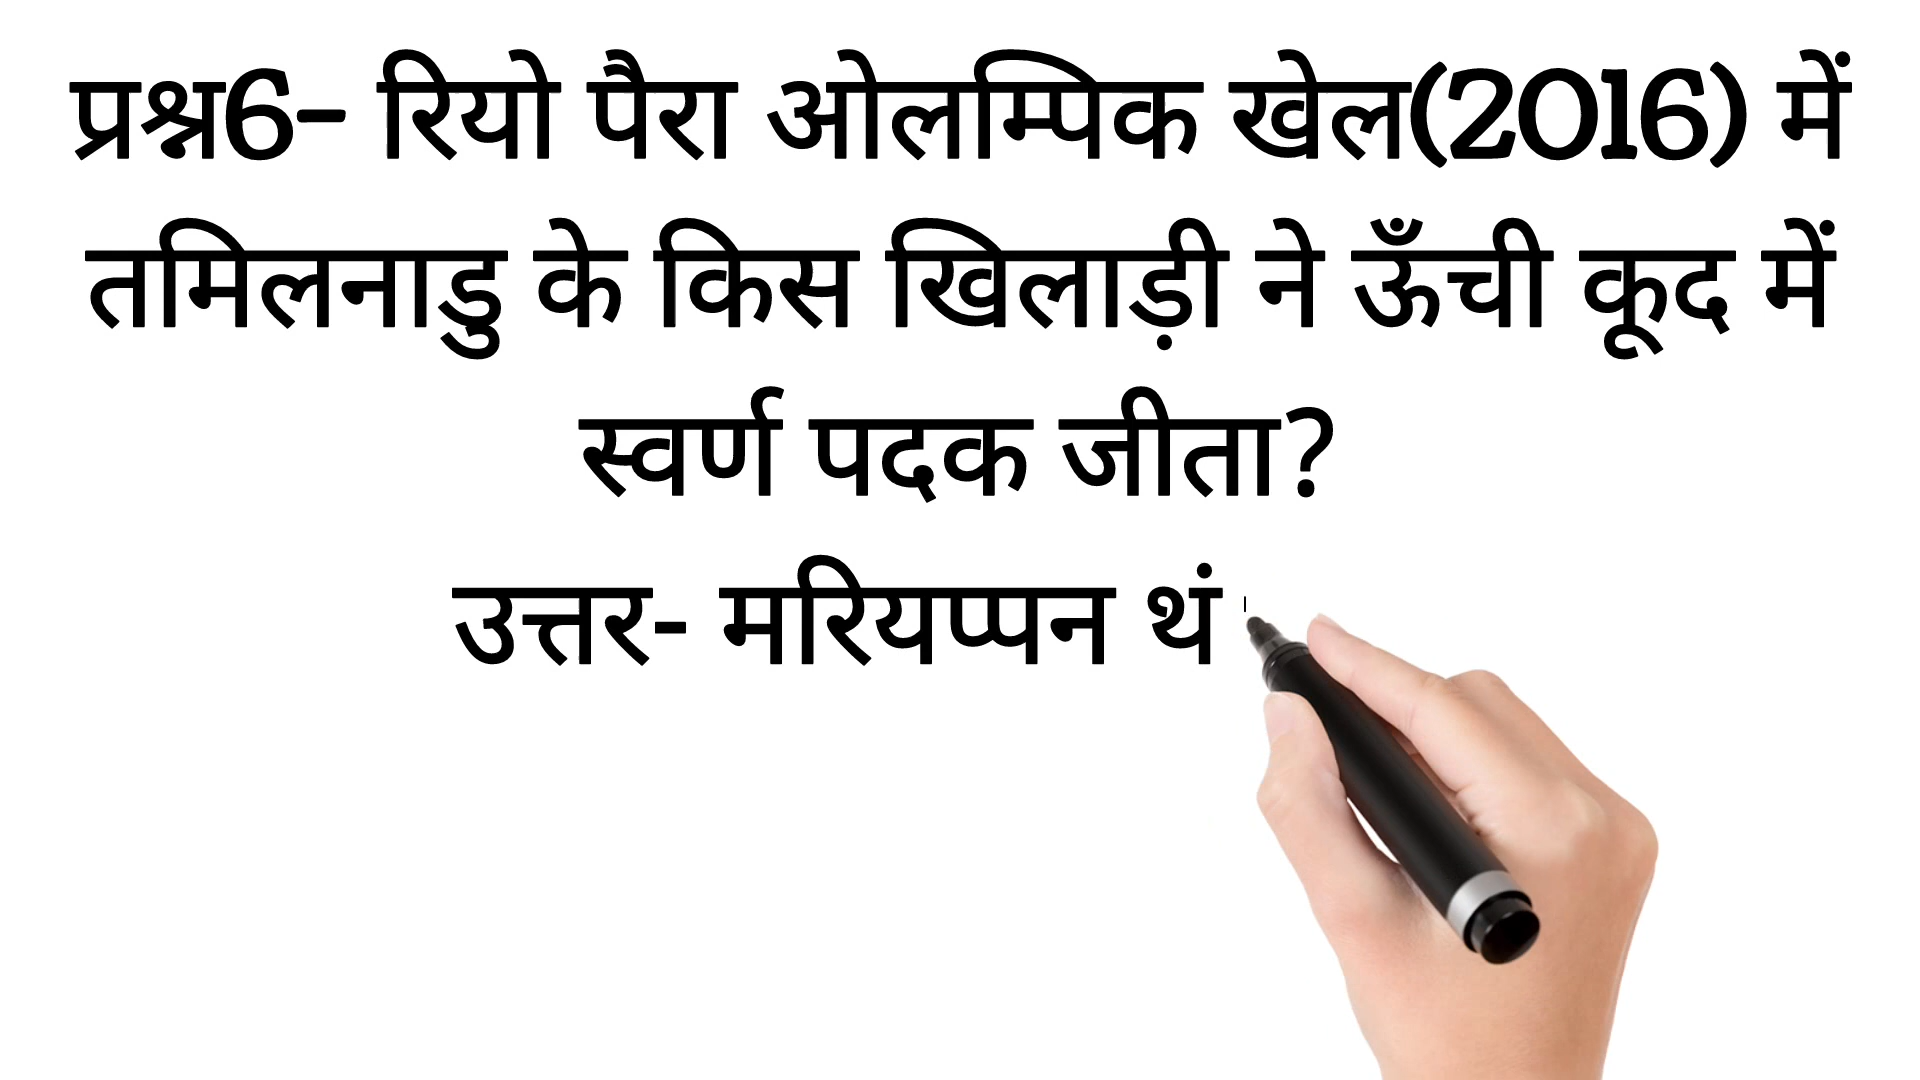 प्रश्न6- रियो पैरा ओलम्पिक खेल(2016) में
तमिलनाडु के किस खिलाड़ी ने ऊँची कूद में
स्वर्ण पदक जीता?
उत्तर- मरियप्पन थं